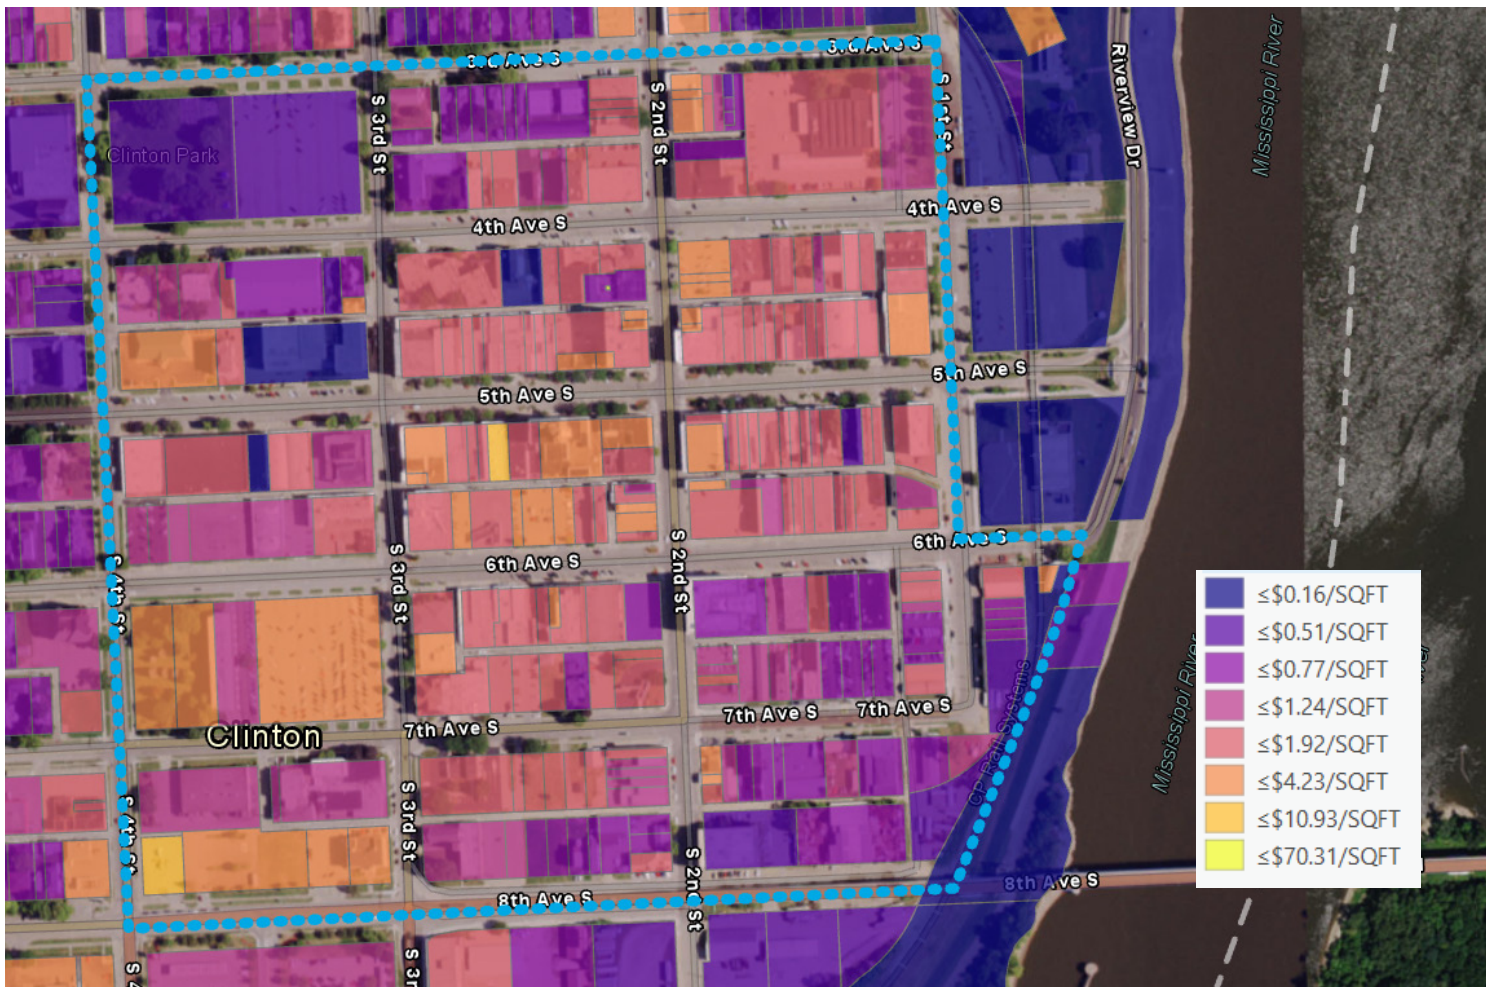 3rd Ave S
3rd Ave S
S 3rd St
S 2nd St
S 1st St
Riverview Dr
Mississippi River
Clinton Park
4th Ave S
4th Ave S
5th Ave S
5th Ave S
6th Ave S
6th Ave S
S 4th St
S 3rd St
S 2nd St
Clinton
7th Ave S
7th Ave S
7th Ave S
CP Rail Systems
Mississippi River
S 4th St
S 3rd St
S 2nd St
8th Ave S
8th Ave S
S 4
S 3r
≤$0.16/SQFT
≤$0.51/SQFT
≤$0.77/SQFT
≤$1.24/SQFT
≤$1.92/SQFT
≤$4.23/SQFT
≤$10.93/SQFT
≤$70.31/SQFT